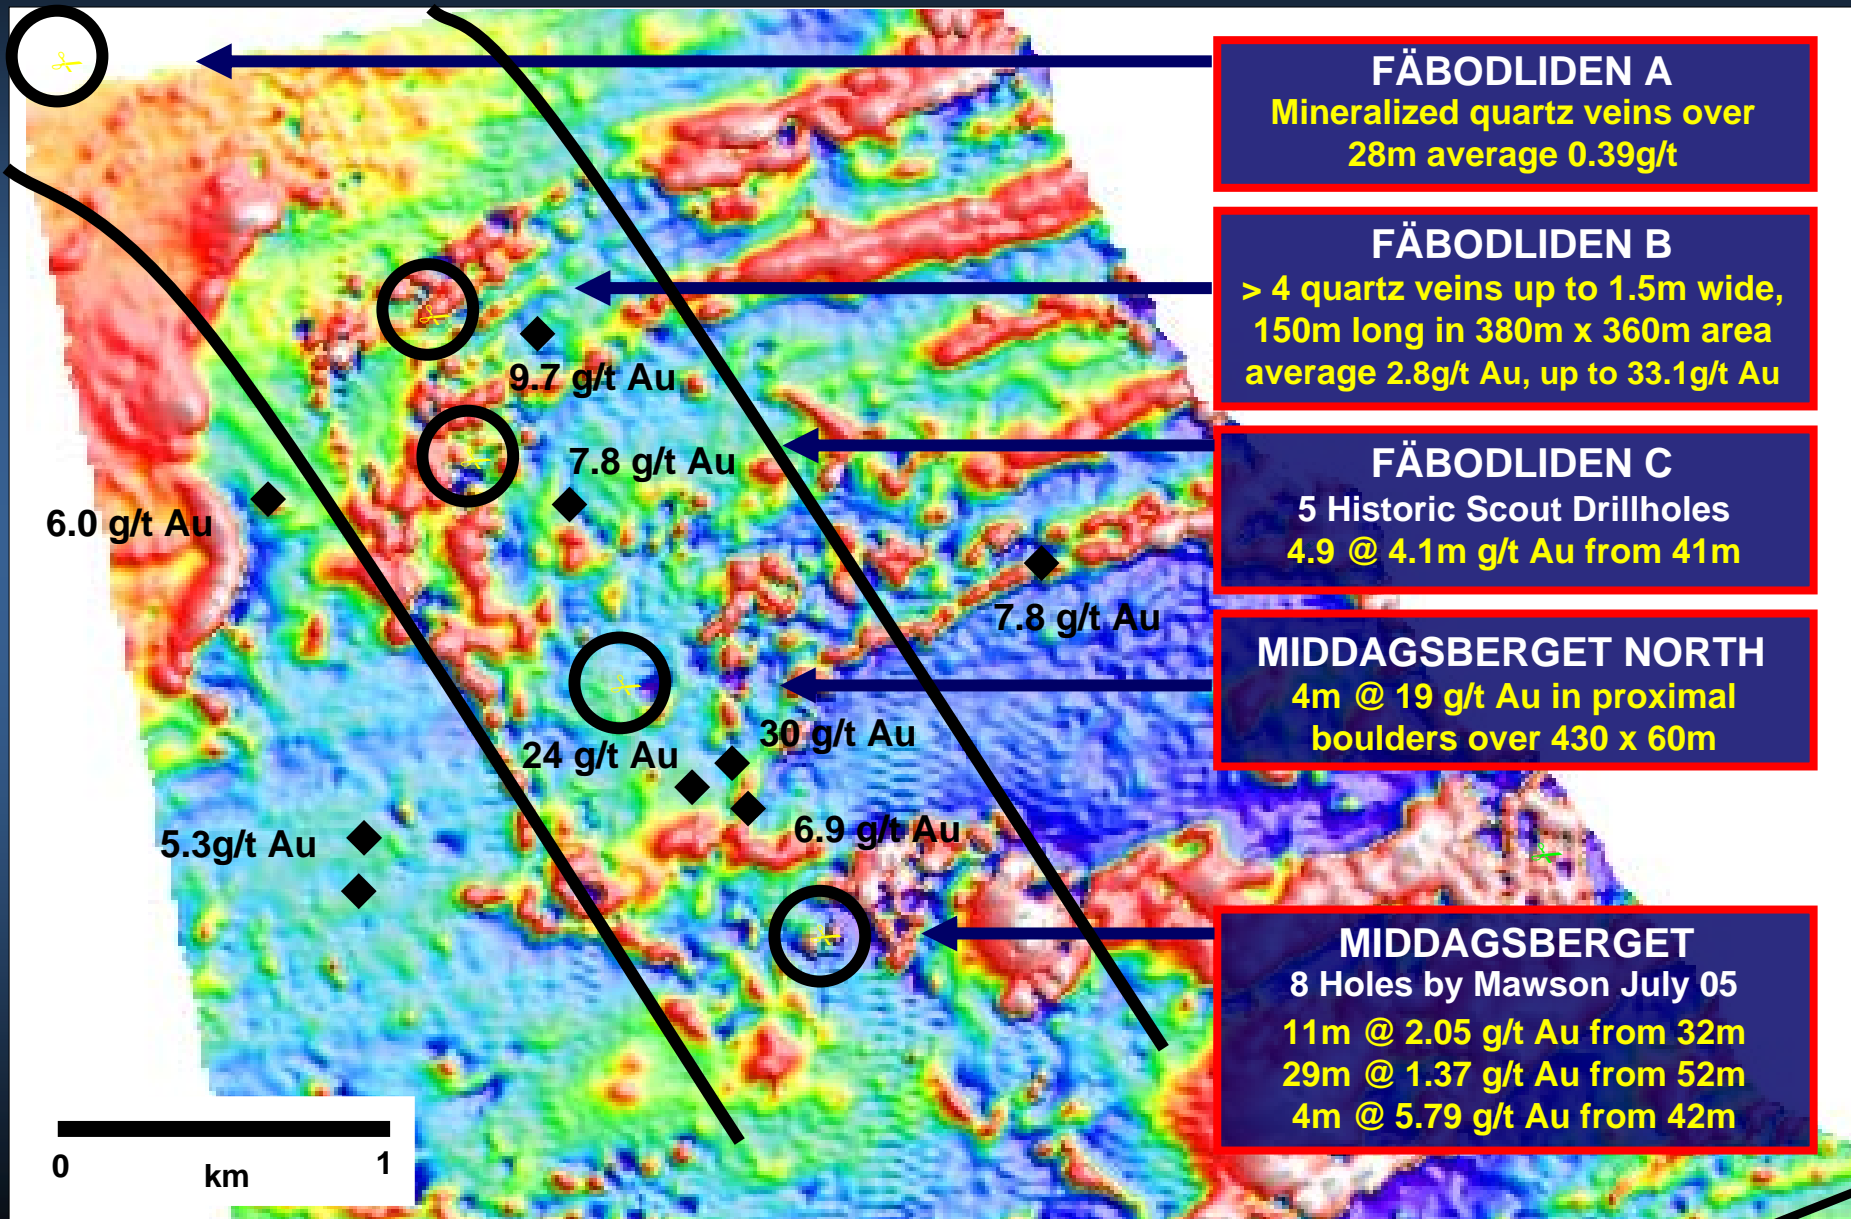 FÄBODLIDEN A
Mineralized quartz veins over
28m average 0.39g/t
FÄBODLIDEN B
> 4 quartz veins up to 1.5m wide,
150m long in 380m x 360m area
average 2.8g/t Au, up to 33.1g/t Au
FÄBODLIDEN C
5 Historic Scout Drillholes
4.9 @ 4.1m g/t Au from 41m
MIDDAGSBERGET NORTH
4m @ 19 g/t Au in proximal
boulders over 430 x 60m
MIDDAGSBERGET
8 Holes by Mawson July 05
11m @ 2.05 g/t Au from 32m
29m @ 1.37 g/t Au from 52m
4m @ 5.79 g/t Au from 42m
9.7 g/t Au
7.8 g/t Au
6.0 g/t Au
7.8 g/t Au
30 g/t Au
24 g/t Au
6.9 g/t Au
5.3g/t Au
0 km 1